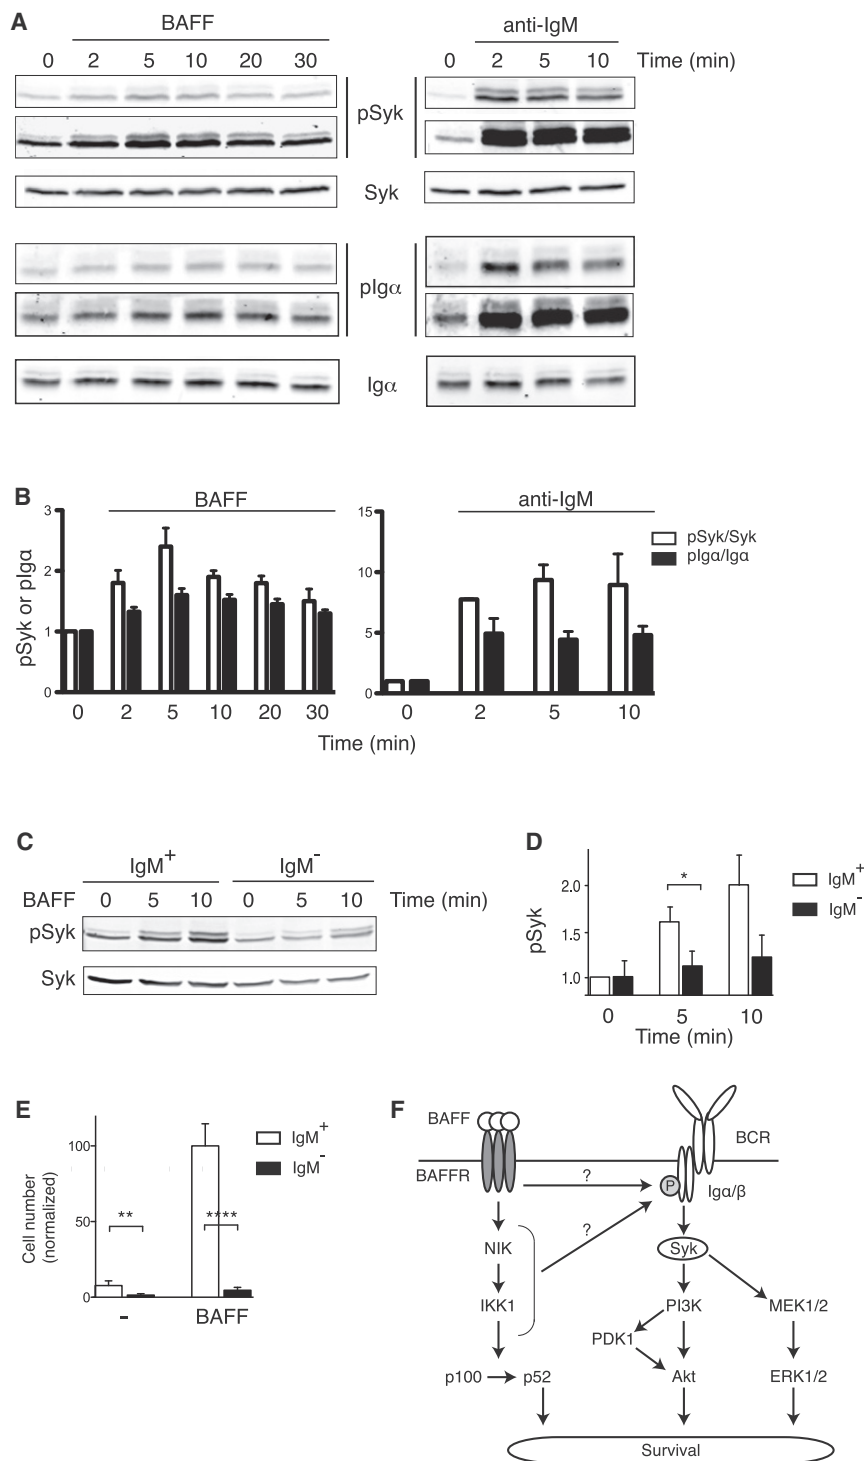 A
BAFF
anti-IgM
0 2 5 10 20 30
0 2 5 10 Time (min)
pSyk
Syk
pIgα
Igα
B
BAFF
anti-IgM
pSyk/Syk
pIgα/Igα
pSyk or pIgα
3
2
1
0
15
10
5
0
0 2 5 10 20 30
0 2 5 10
Time (min)
C
IgM+ IgM-
BAFF 0 5 10 0 5 10 Time (min)
pSyk
Syk
D
IgM+
IgM-
pSyk
2.0
1.5
1.0
*
0 5 10
Time (min)
E
IgM+
IgM-
Cell number
(normalized)
100
50
0
**
****
- BAFF
F
BAFF
BCR
BAFFR
?
P
Igα/β
?
NIK
Syk
IKK1
PI3K
MEK1/2
PDK1
p100
p52
Akt
ERK1/2
Survival